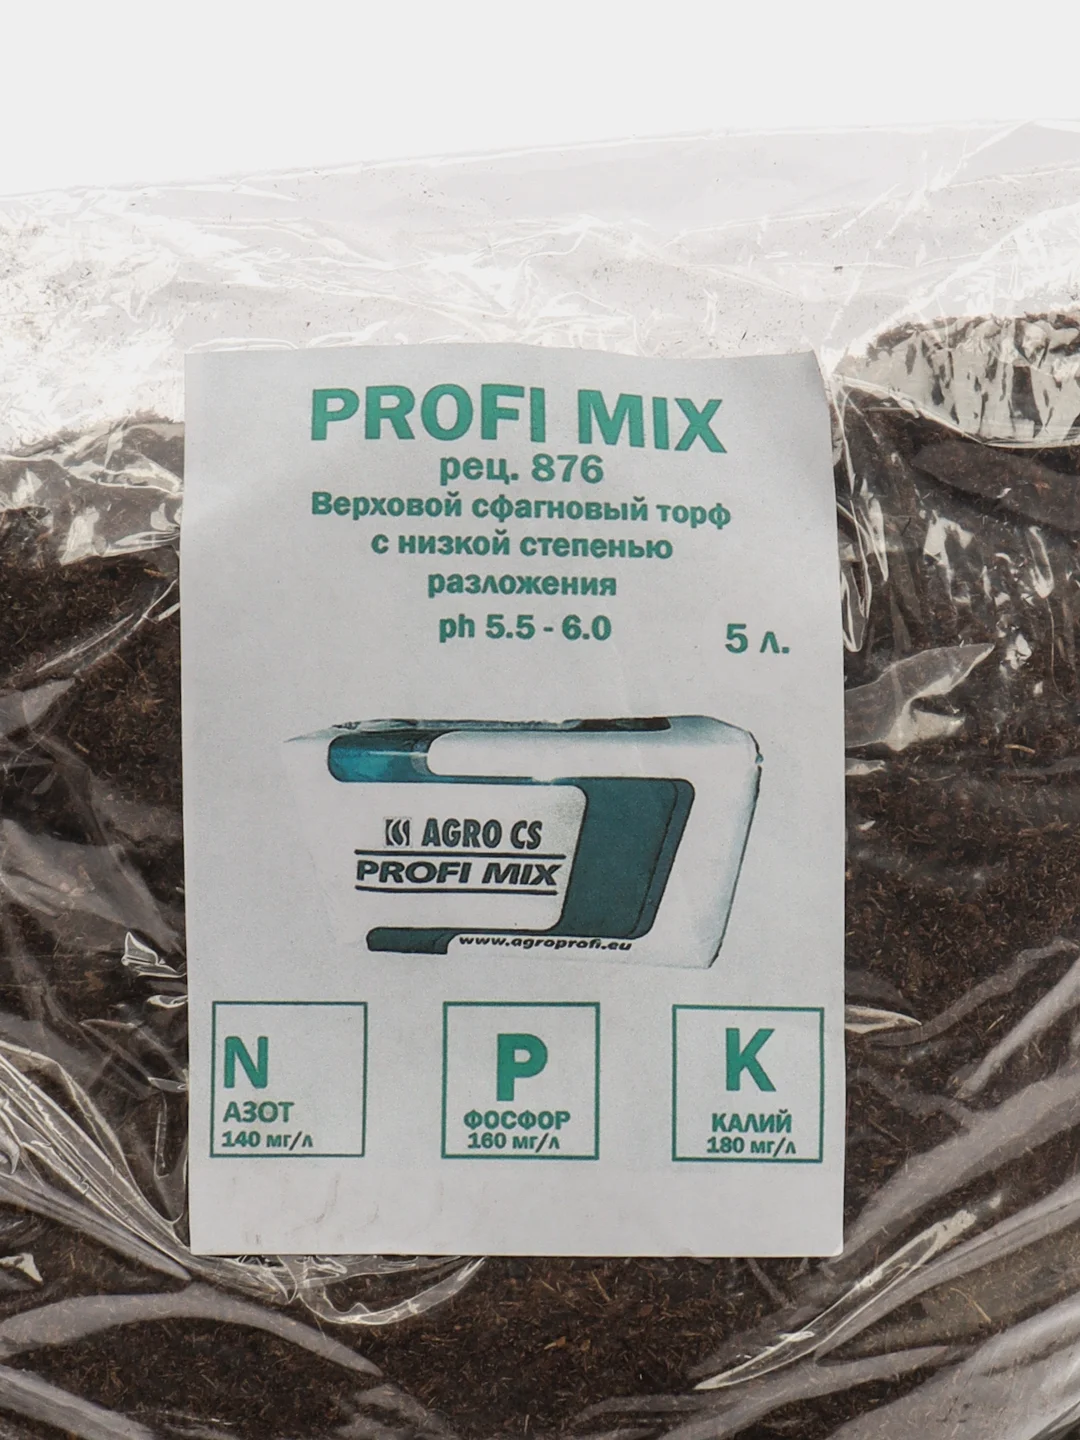 PROFI MIX
рец. 876
Верховой сфагновый торф
с низкой степенью
разложения
ph 5.5 - 6.0
5 л.
AGRO CS
PROFI MIX
www.agroprofi.eu
N
АЗОТ
140 мг/л
P
ФОСФОР
160 мг/л
K
КАЛИЙ
180 мг/л